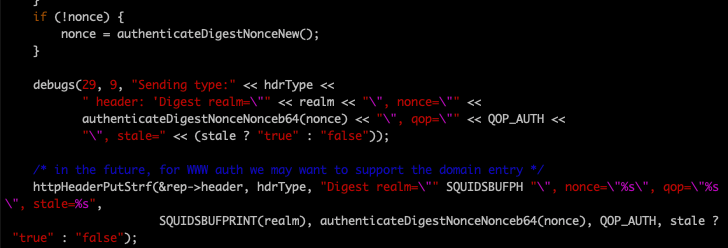 if (!nonce) {
nonce = authenticateDigestNonceNew();
}
debugs(29, 9, "Sending type:" << hdrType <<
" header: 'Digest realm=\"" << realm << "\", nonce=\"" <<
authenticateDigestNonceNonceb64(nonce) << "\", qop=\"" << QOP_AUTH <<
"\", stale=" << (stale ? "true" : "false"));
/* in the future, for WWW auth we may want to support the domain entry */
httpHeaderPutStrf(&rep->header, hdrType, "Digest realm=\"" SQUIDSBUFPH "\", nonce=\"%s\", qop=\"%s
\", stale=%s",
SQUIDSBUFPRINT(realm), authenticateDigestNonceNonceb64(nonce), QOP_AUTH, stale ?
"true" : "false");